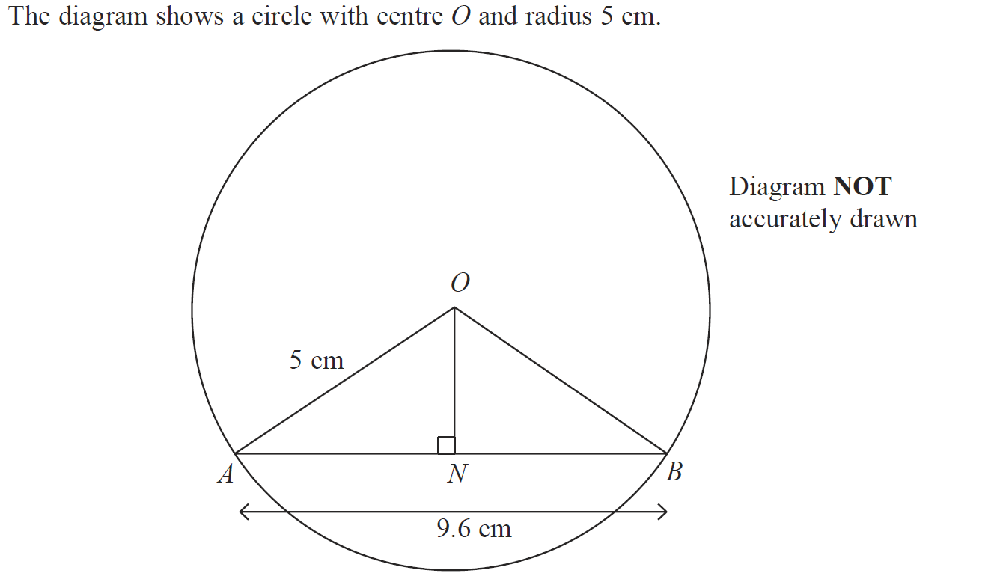 The diagram shows a circle with centre O and radius 5 cm.
Diagram NOT
accurately drawn
O
5 cm
A
N
B
9.6 cm